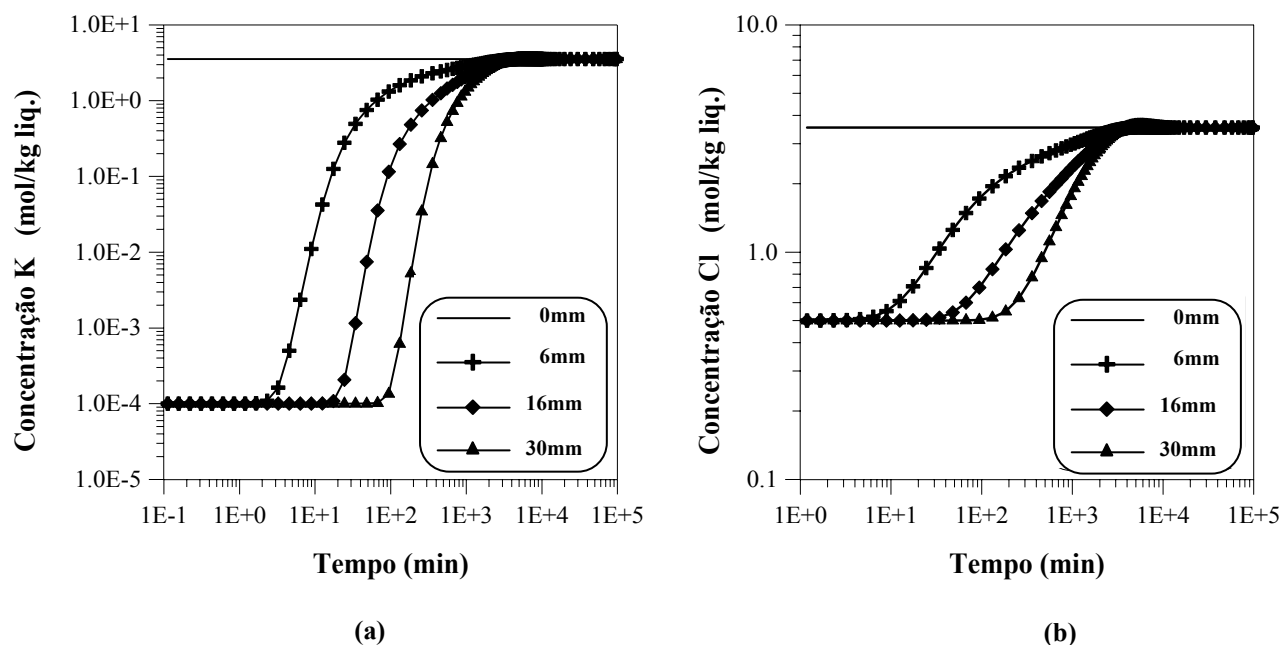 1.0E+1
1.0E+0
1.0E-1
1.0E-2
1.0E-3
1.0E-4
1.0E-5
Concentração K (mol/kg liq.)
0mm
6mm
16mm
30mm
1E-1 1E+0 1E+1 1E+2 1E+3 1E+4 1E+5
Tempo (min)
(a)
10.0
1.0
0.1
Concentração Cl (mol/kg liq.)
0mm
6mm
16mm
30mm
1E+0 1E+1 1E+2 1E+3 1E+4 1E+5
Tempo (min)
(b)